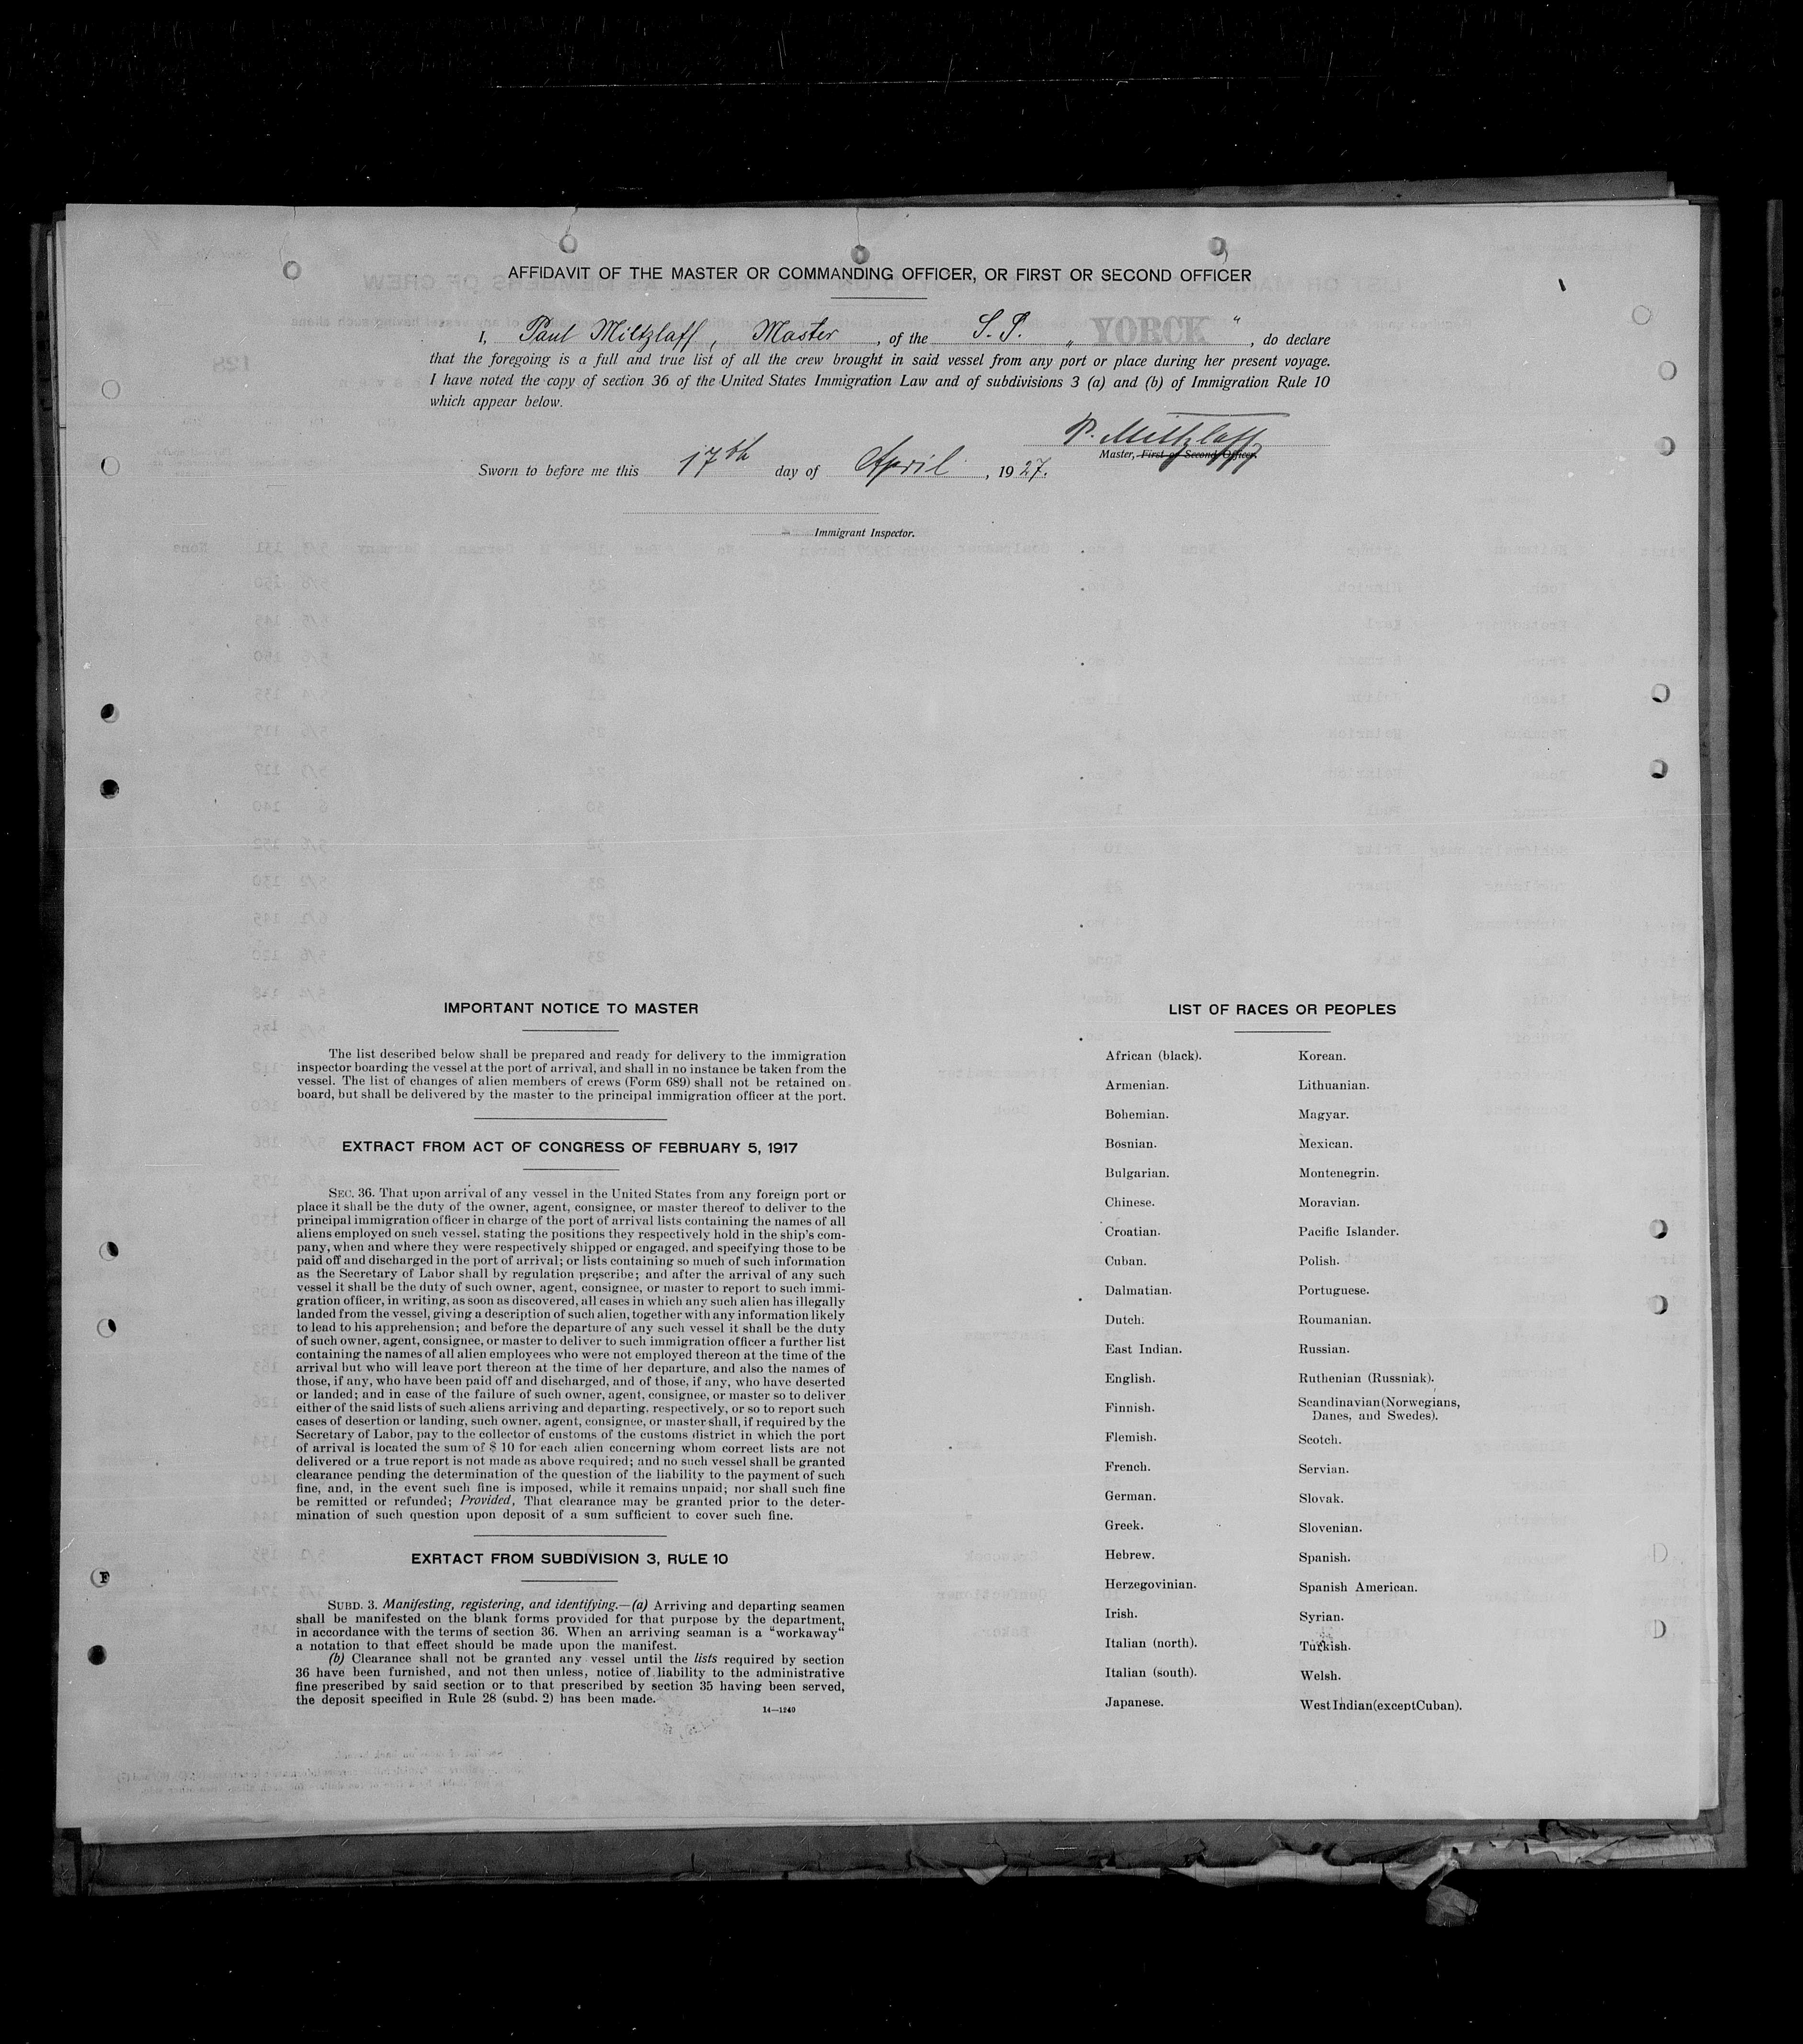 AFFIDAVIT OF THE MASTER OR COMMANDING OFFICER, OR FIRST OR SECOND OFFICER
I, Paul Miltzlaff, Master, of the S. S. „YORCK“, do declare
that the foregoing is a full and true list of all the crew brought in said vessel from any port or place during her present voyage.
I have noted the copy of section 36 of the United States Immigration Law and of subdivisions 3 (a) and (b) of Immigration Rule 10
which appear below.
P. Miltzlaff
Master, First of Second Officer.
Sworn to before me this 17th day of April, 1927.
Immigrant Inspector.
IMPORTANT NOTICE TO MASTER
The list described below shall be prepared and ready for delivery to the immigration
inspector boarding the vessel at the port of arrival, and shall in no instance be taken from the
vessel. The list of changes of alien members of crews (Form 689) shall not be retained on
board, but shall be delivered by the master to the principal immigration officer at the port.
EXTRACT FROM ACT OF CONGRESS OF FEBRUARY 5, 1917
SEC. 36. That upon arrival of any vessel in the United States from any foreign port or
place it shall be the duty of the owner, agent, consignee, or master thereof to deliver to the
principal immigration officer in charge of the port of arrival lists containing the names of all
aliens employed on such vessel, stating the positions they respectively hold in the ship's com-
pany, when and where they were respectively shipped or engaged, and specifying those to be
paid off and discharged in the port of arrival; or lists containing so much of such information
as the Secretary of Labor shall by regulation prescribe; and after the arrival of any such
vessel it shall be the duty of such owner, agent, consignee, or master to report to such immi-
gration officer, in writing, as soon as discovered, all cases in which any such alien has illegally
landed from the vessel, giving a description of such alien, together with any information likely
to lead to his apprehension; and before the departure of any such vessel it shall be the duty
of such owner, agent, consignee, or master to deliver to such immigration officer a further list
containing the names of all alien employees who were not employed thereon at the time of the
arrival but who will leave port thereon at the time of her departure, and also the names of
those, if any, who have been paid off and discharged, and of those, if any, who have deserted
or landed; and in case of the failure of such owner, agent, consignee, or master so to deliver
either of the said lists of such aliens arriving and departing, respectively, or so to report such
cases of desertion or landing, such owner, agent, consignee, or master shall, if required by the
Secretary of Labor, pay to the collector of customs of the customs district in which the port
of arrival is located the sum of $ 10 for each alien concerning whom correct lists are not
delivered or a true report is not made as above required; and no such vessel shall be granted
clearance pending the determination of the question of the liability to the payment of such
fine, and, in the event such fine is imposed, while it remains unpaid; nor shall such fine
be remitted or refunded; Provided, That clearance may be granted prior to the deter-
mination of such question upon deposit of a sum sufficient to cover such fine.
EXRTACT FROM SUBDIVISION 3, RULE 10
SUBD. 3. Manifesting, registering, and identifying.—(a) Arriving and departing seamen
shall be manifested on the blank forms provided for that purpose by the department,
in accordance with the terms of section 36. When an arriving seaman is a "workaway"
a notation to that effect should be made upon the manifest.
(b) Clearance shall not be granted any vessel until the lists required by section
36 have been furnished, and not then unless, notice of liability to the administrative
fine prescribed by said section or to that prescribed by section 35 having been served,
the deposit specified in Rule 28 (subd. 2) has been made.
14—1240
LIST OF RACES OR PEOPLES
African (black).
Armenian.
Bohemian.
Bosnian.
Bulgarian.
Chinese.
Croatian.
Cuban.
Dalmatian.
Dutch.
East Indian.
English.
Finnish.
Flemish.
French.
German.
Greek.
Hebrew.
Herzegovinian.
Irish.
Italian (north).
Italian (south).
Japanese.
Korean.
Lithuanian.
Magyar.
Mexican.
Montenegrin.
Moravian.
Pacific Islander.
Polish.
Portuguese.
Roumanian.
Russian.
Ruthenian (Russniak).
Scandinavian (Norwegians,
Danes, and Swedes).
Scotch.
Servian.
Slovak.
Slovenian.
Spanish.
Spanish American.
Syrian.
Turkish.
Welsh.
West Indian (except Cuban).